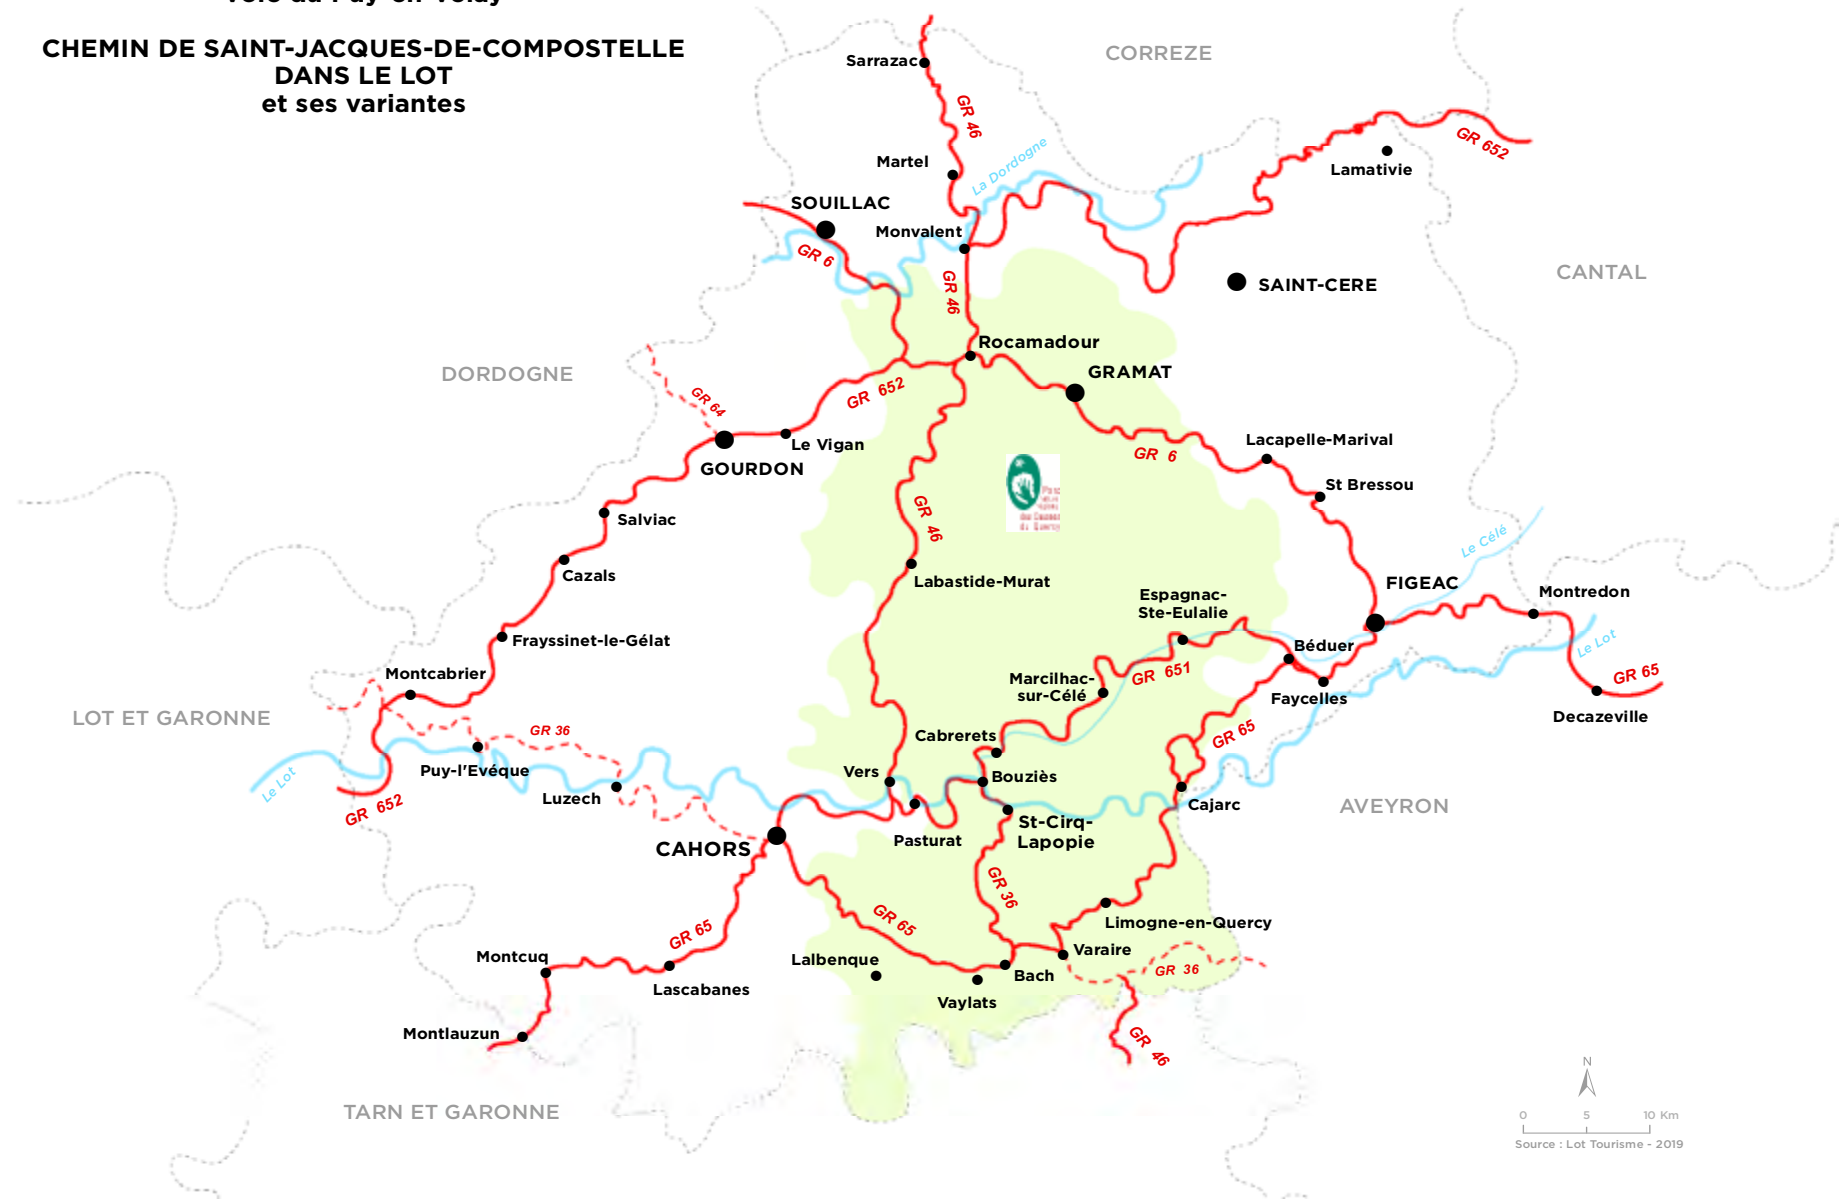 Voie du Puy-en-Velay
CHEMIN DE SAINT-JACQUES-DE-COMPOSTELLE
DANS LE LOT
et ses variantes
CORREZE
Sarrazac
GR 46
GR 652
Lamativie
Martel
La Dordogne
SOUILLAC
Monvalent
GR 6
GR 46
SAINT-CERE
CANTAL
Rocamadour
GRAMAT
DORDOGNE
GR 64
GR 652
Le Vigan
GOURDON
GR 6
Lacapelle-Marival
St Bressou
Salviac
GR 46
Le Célé
Cazals
Labastide-Murat
FIGEAC
Montredon
Espagnac-
Ste-Eulalie
Frayssinet-le-Gélat
Béduer
Le Lot
Montcabrier
Marcilhac-
sur-Célé
GR 651
GR 65
Faycelles
Decazeville
LOT ET GARONNE
GR 36
Cabrerets
GR 65
Puy-l'Evéque
Vers
Bouziès
Le Lot
Luzech
Cajarc
AVEYRON
GR 652
St-Cirq-
Lapopie
Pasturat
CAHORS
GR 36
GR 65
Limogne-en-Quercy
GR 65
Montcuq
Lalbenque
Varaire
Bach
GR 36
Lascabanes
Vaylats
Montlauzun
GR 46
N
TARN ET GARONNE
0 5 10 Km
Source : Lot Tourisme - 2019